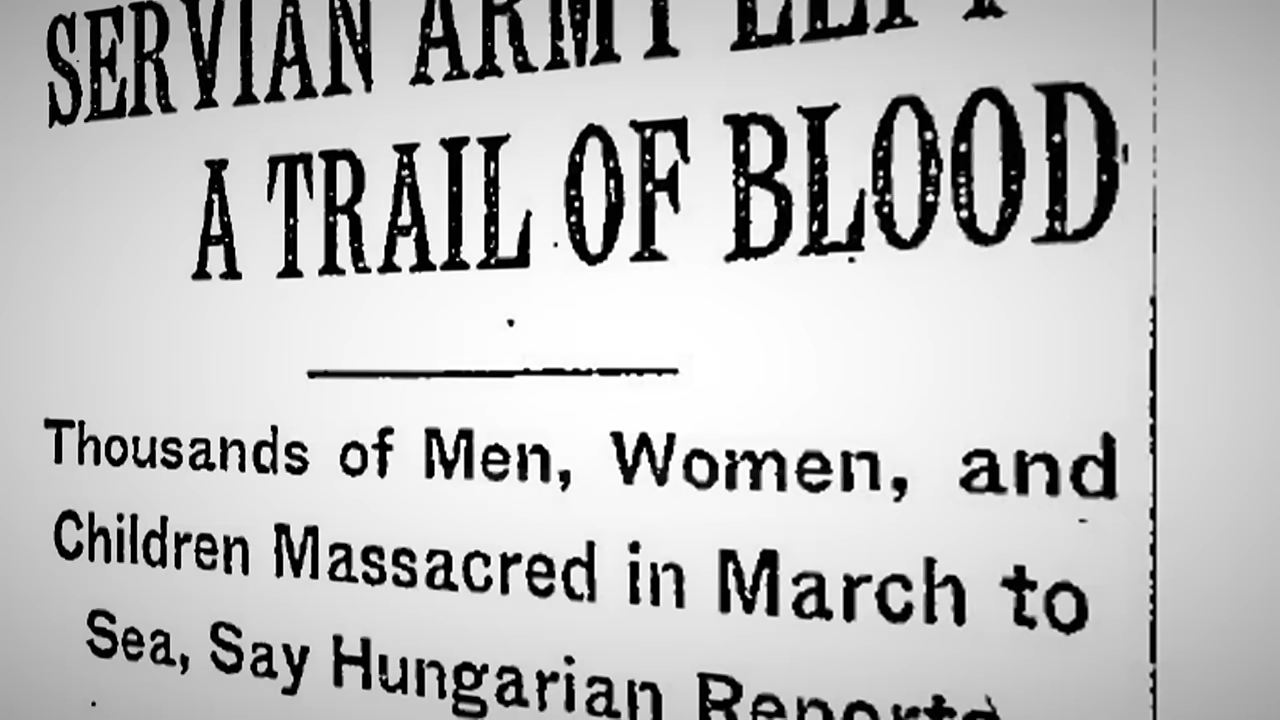 SERVIAN ARMY LEFT
A TRAIL OF BLOOD
Thousands of Men, Women, and
Children Massacred in March to
Sea, Say Hungarian Reports